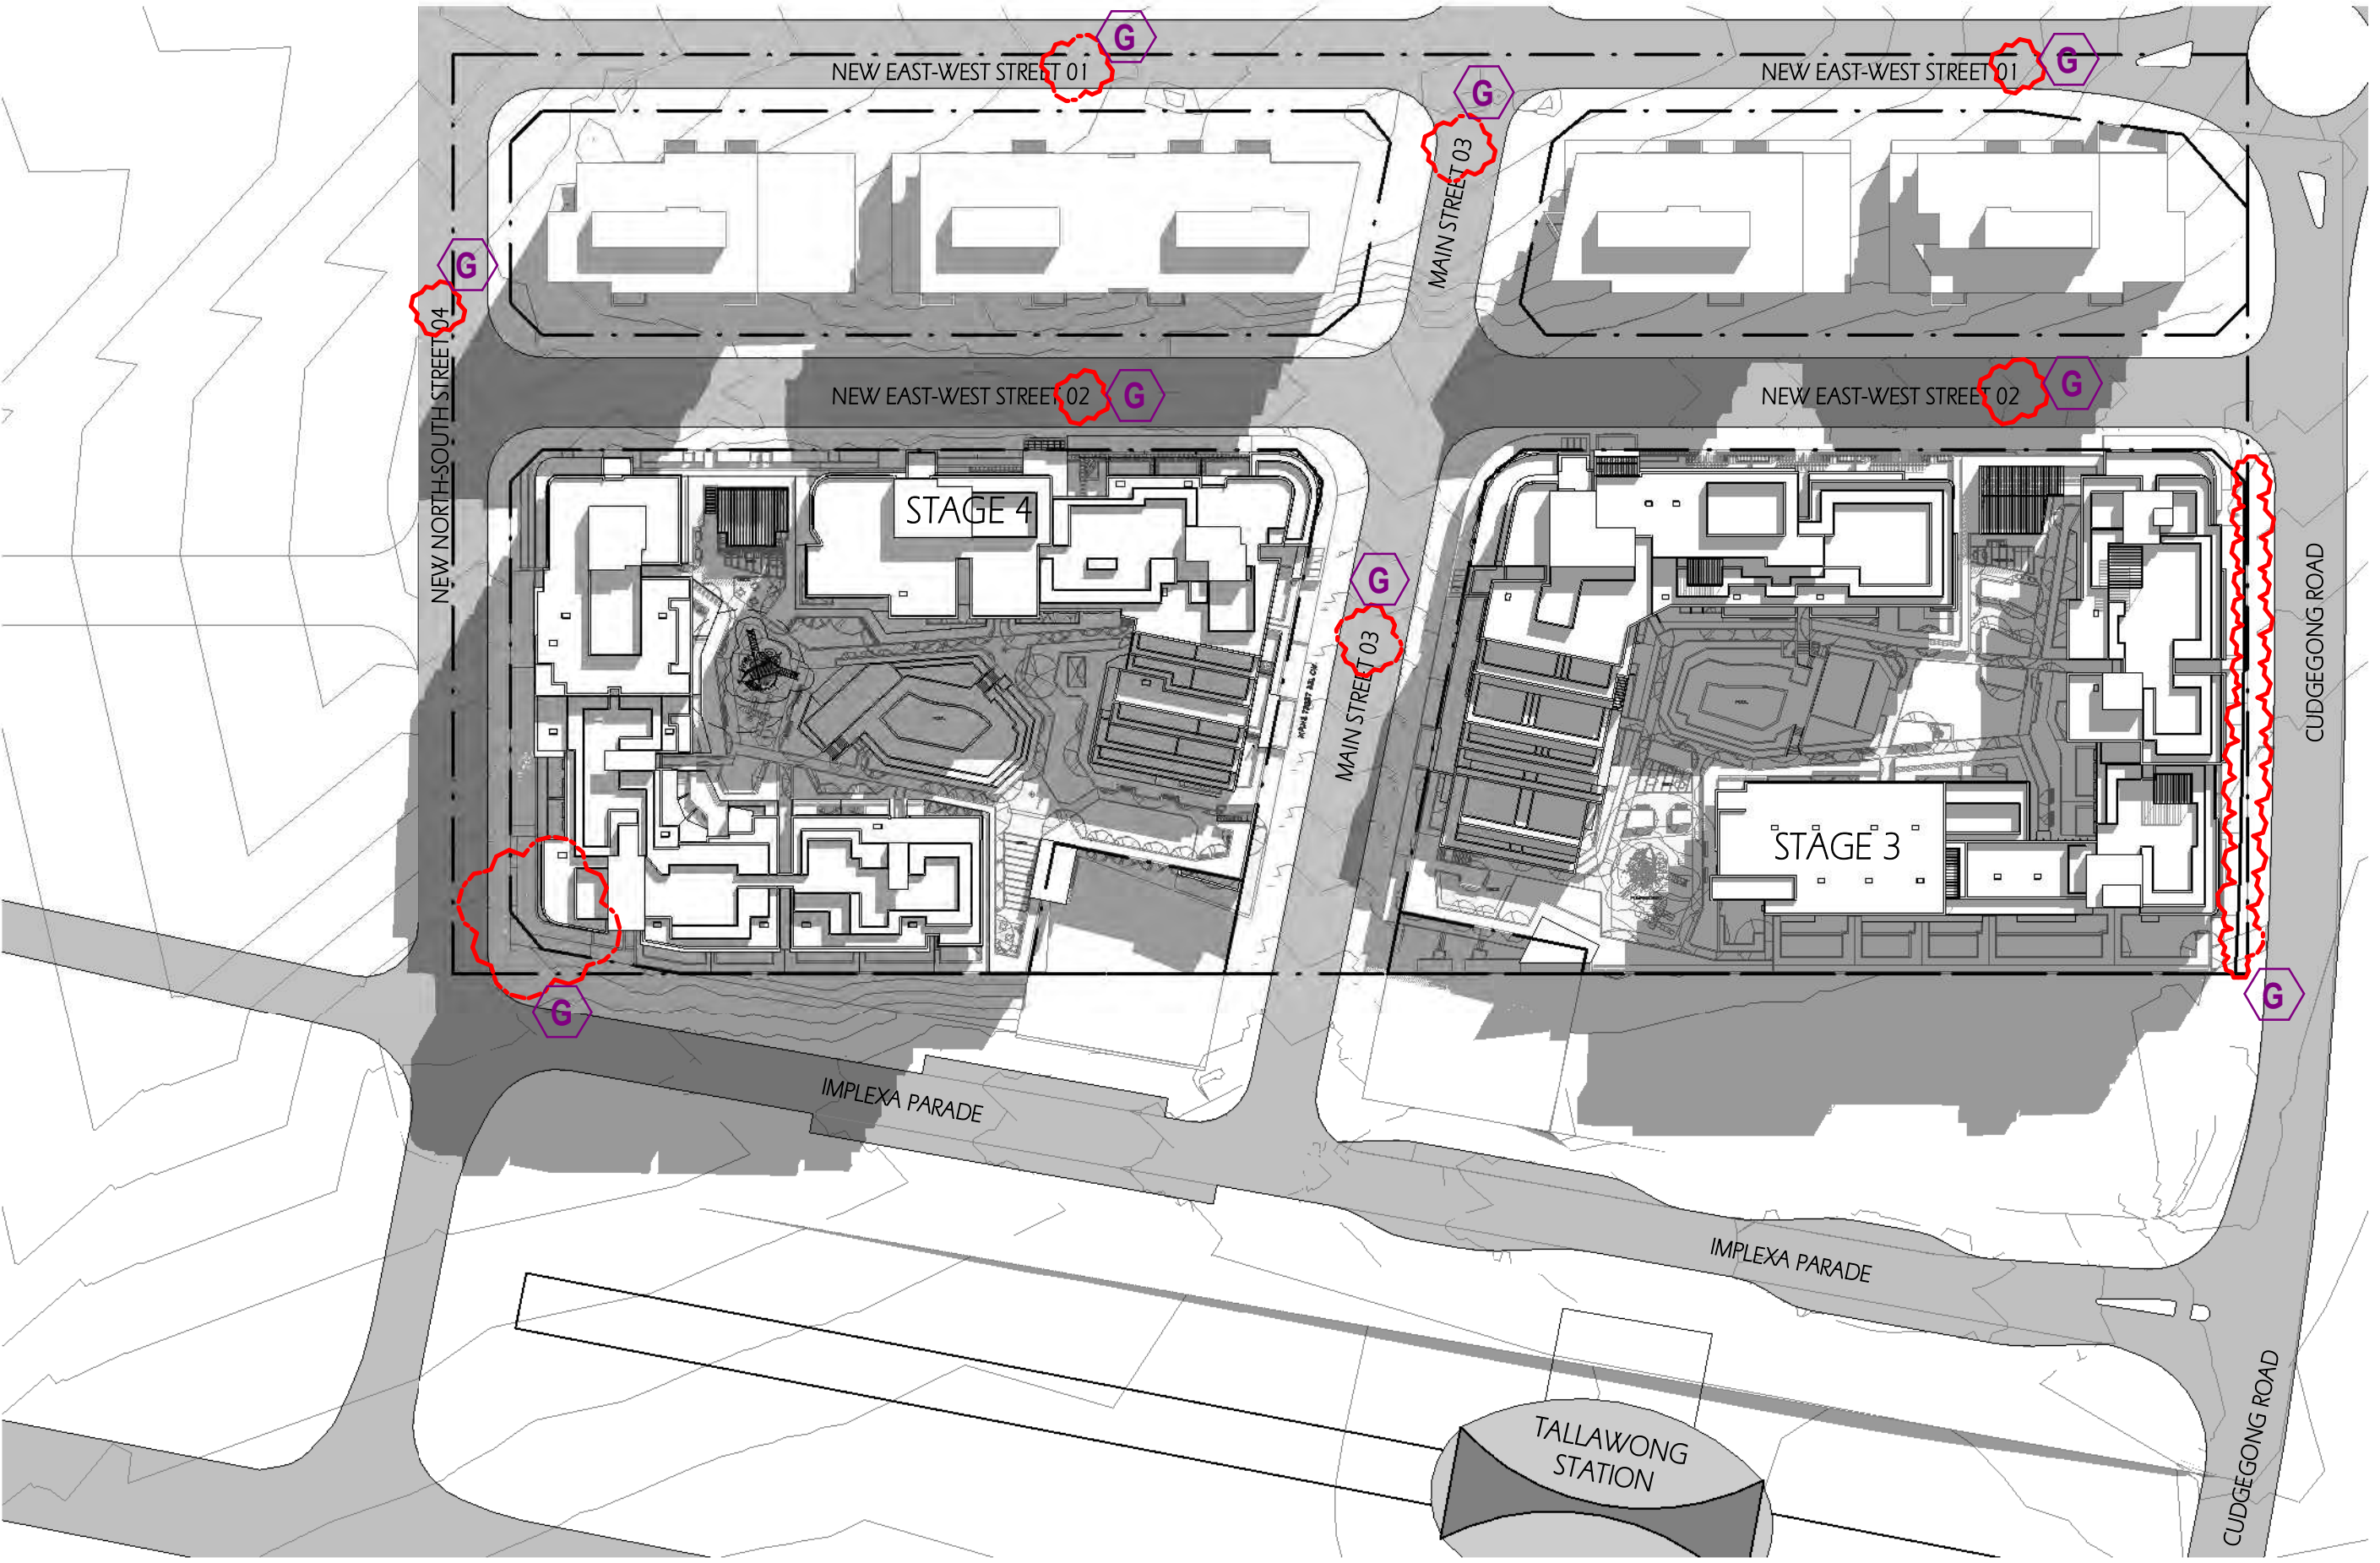 G
NEW EAST-WEST STREET 01
NEW EAST-WEST STREET 01
G
G
MAIN STREET 03
G
NEW NORTH-SOUTH STREET 04
NEW EAST-WEST STREET 02
G
NEW EAST-WEST STREET 02
G
STAGE 4
G
MAIN STREET 03
CUDGEGONG ROAD
POOL
POOL
STAGE 3
G
G
IMPLEXA PARADE
IMPLEXA PARADE
TALLAWONG
STATION
CUDGEGONG ROAD